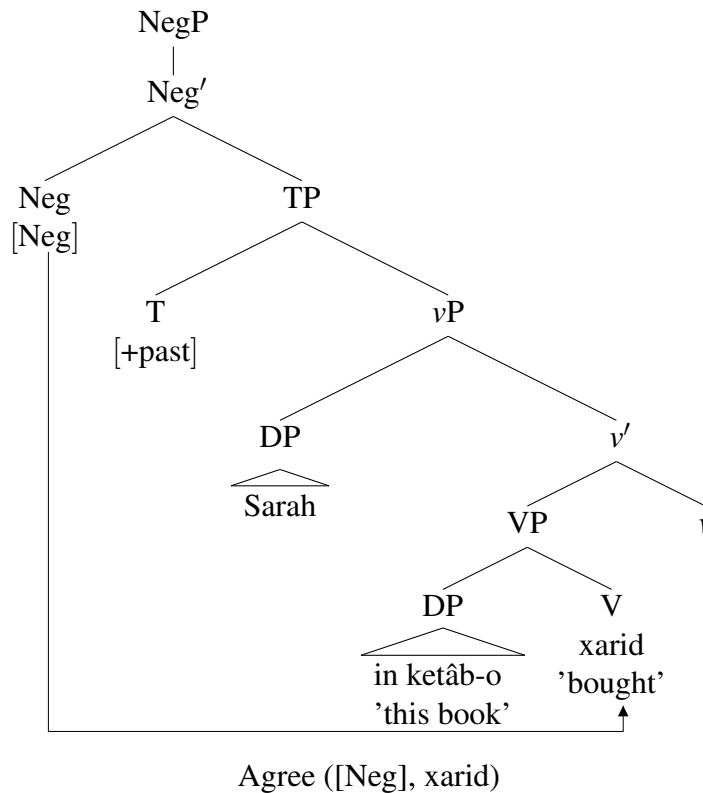 NegP
Neg′
Neg TP
[Neg]
T vP
[+past]
DP v′
Sarah
VP
DP V
in ketâb-o xarid
’this book’ ’bought’
Agree ([Neg], xarid)